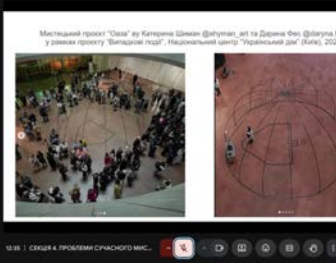 Мистецький проєкт "Оаза" by Катерина Шиман @shyman_art та Дарина Фес @daryna
у рамках проєкту "Випадкові події", Національний центр "Український дім" (Київ), 202
12:35 | СЕКЦІЯ 4. ПРОБЛЕМИ СУЧАСНОГО МИС...